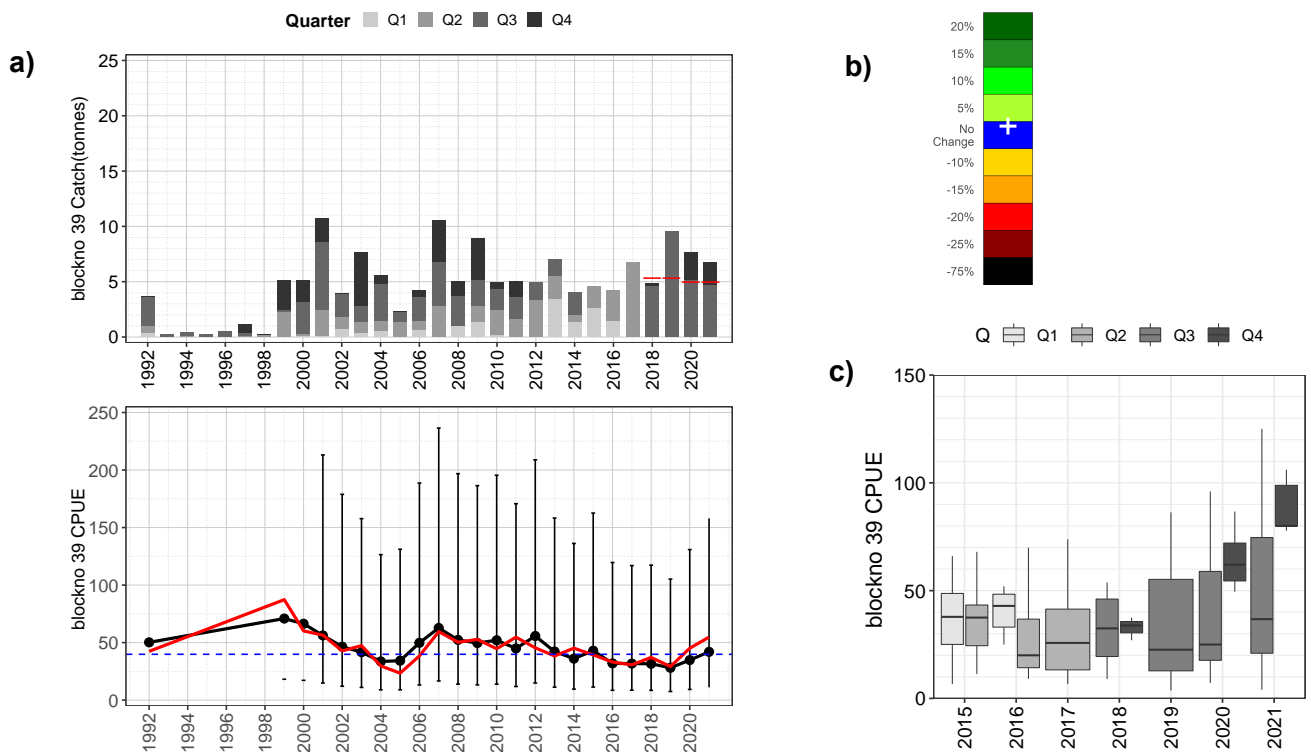 Quarter Q1 Q2 Q3 Q4
a)
blockno 39 Catch(tonnes)
25
20
15
10
5
0
1992 1994 1996 1998 2000 2002 2004 2006 2008 2010 2012 2014 2016 2018 2020
blockno 39 CPUE
250
200
150
100
50
0
1992 1994 1996 1998 2000 2002 2004 2006 2008 2010 2012 2014 2016 2018 2020
b)
20%
15%
10%
5%
No
Change
-10%
-15%
-20%
-25%
-75%
Q Q1 Q2 Q3 Q4
c)
blockno 39 CPUE
150
100
50
0
2015 2016 2017 2018 2019 2020 2021